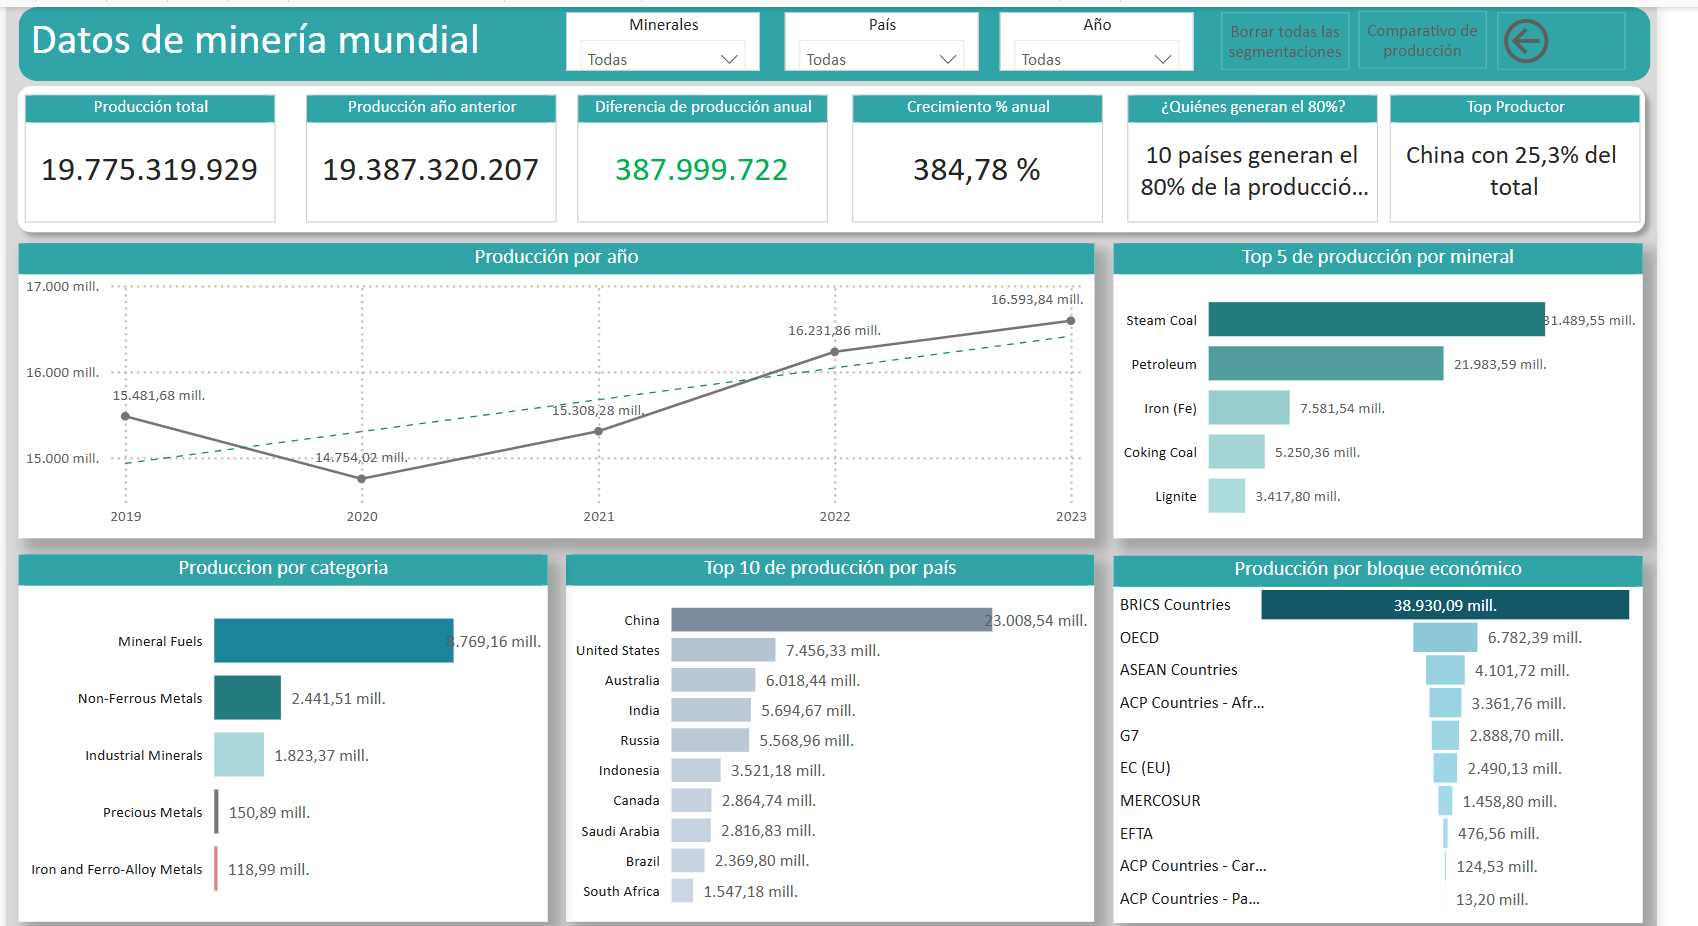 Datos de minería mundial
Minerales
Todas
País
Todas
Año
Todas
Borrar todas las
segmentaciones
Comparativo de
producción
Producción total
19.775.319.929
Producción año anterior
19.387.320.207
Diferencia de producción anual
387.999.722
Crecimiento % anual
384,78 %
¿Quiénes generan el 80%?
10 países generan el
80% de la producció...
Top Productor
China con 25,3% del
total
Producción por año
17.000 mill.
16.000 mill.
15.000 mill.
15.481,68 mill.
14.754,02 mill.
15.308,28 mill.
16.231,86 mill.
16.593,84 mill.
2019
2020
2021
2022
2023
Top 5 de producción por mineral
Steam Coal
31.489,55 mill.
Petroleum
21.983,59 mill.
Iron (Fe)
7.581,54 mill.
Coking Coal
5.250,36 mill.
Lignite
3.417,80 mill.
Produccion por categoria
Mineral Fuels
8.769,16 mill.
Non-Ferrous Metals
2.441,51 mill.
Industrial Minerals
1.823,37 mill.
Precious Metals
150,89 mill.
Iron and Ferro-Alloy Metals
118,99 mill.
Top 10 de producción por país
China
23.008,54 mill.
United States
7.456,33 mill.
Australia
6.018,44 mill.
India
5.694,67 mill.
Russia
5.568,96 mill.
Indonesia
3.521,18 mill.
Canada
2.864,74 mill.
Saudi Arabia
2.816,83 mill.
Brazil
2.369,80 mill.
South Africa
1.547,18 mill.
Producción por bloque económico
BRICS Countries
38.930,09 mill.
OECD
6.782,39 mill.
ASEAN Countries
4.101,72 mill.
ACP Countries - Afr...
3.361,76 mill.
G7
2.888,70 mill.
EC (EU)
2.490,13 mill.
MERCOSUR
1.458,80 mill.
EFTA
476,56 mill.
ACP Countries - Car...
124,53 mill.
ACP Countries - Pa...
13,20 mill.